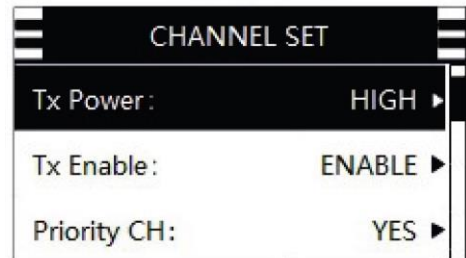 CHANNEL SET
Tx Power: HIGH ▶
Tx Enable: ENABLE ▶
Priority CH: YES ▶